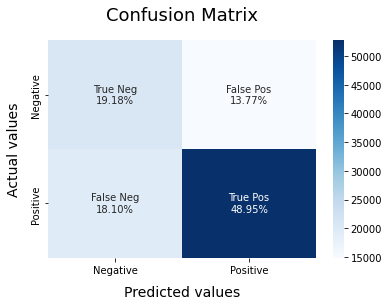 Confusion Matrix
Actual values
Negative
Positive
True Neg
19.18%
False Pos
13.77%
False Neg
18.10%
True Pos
48.95%
Negative
Positive
Predicted values
50000
45000
40000
35000
30000
25000
20000
15000